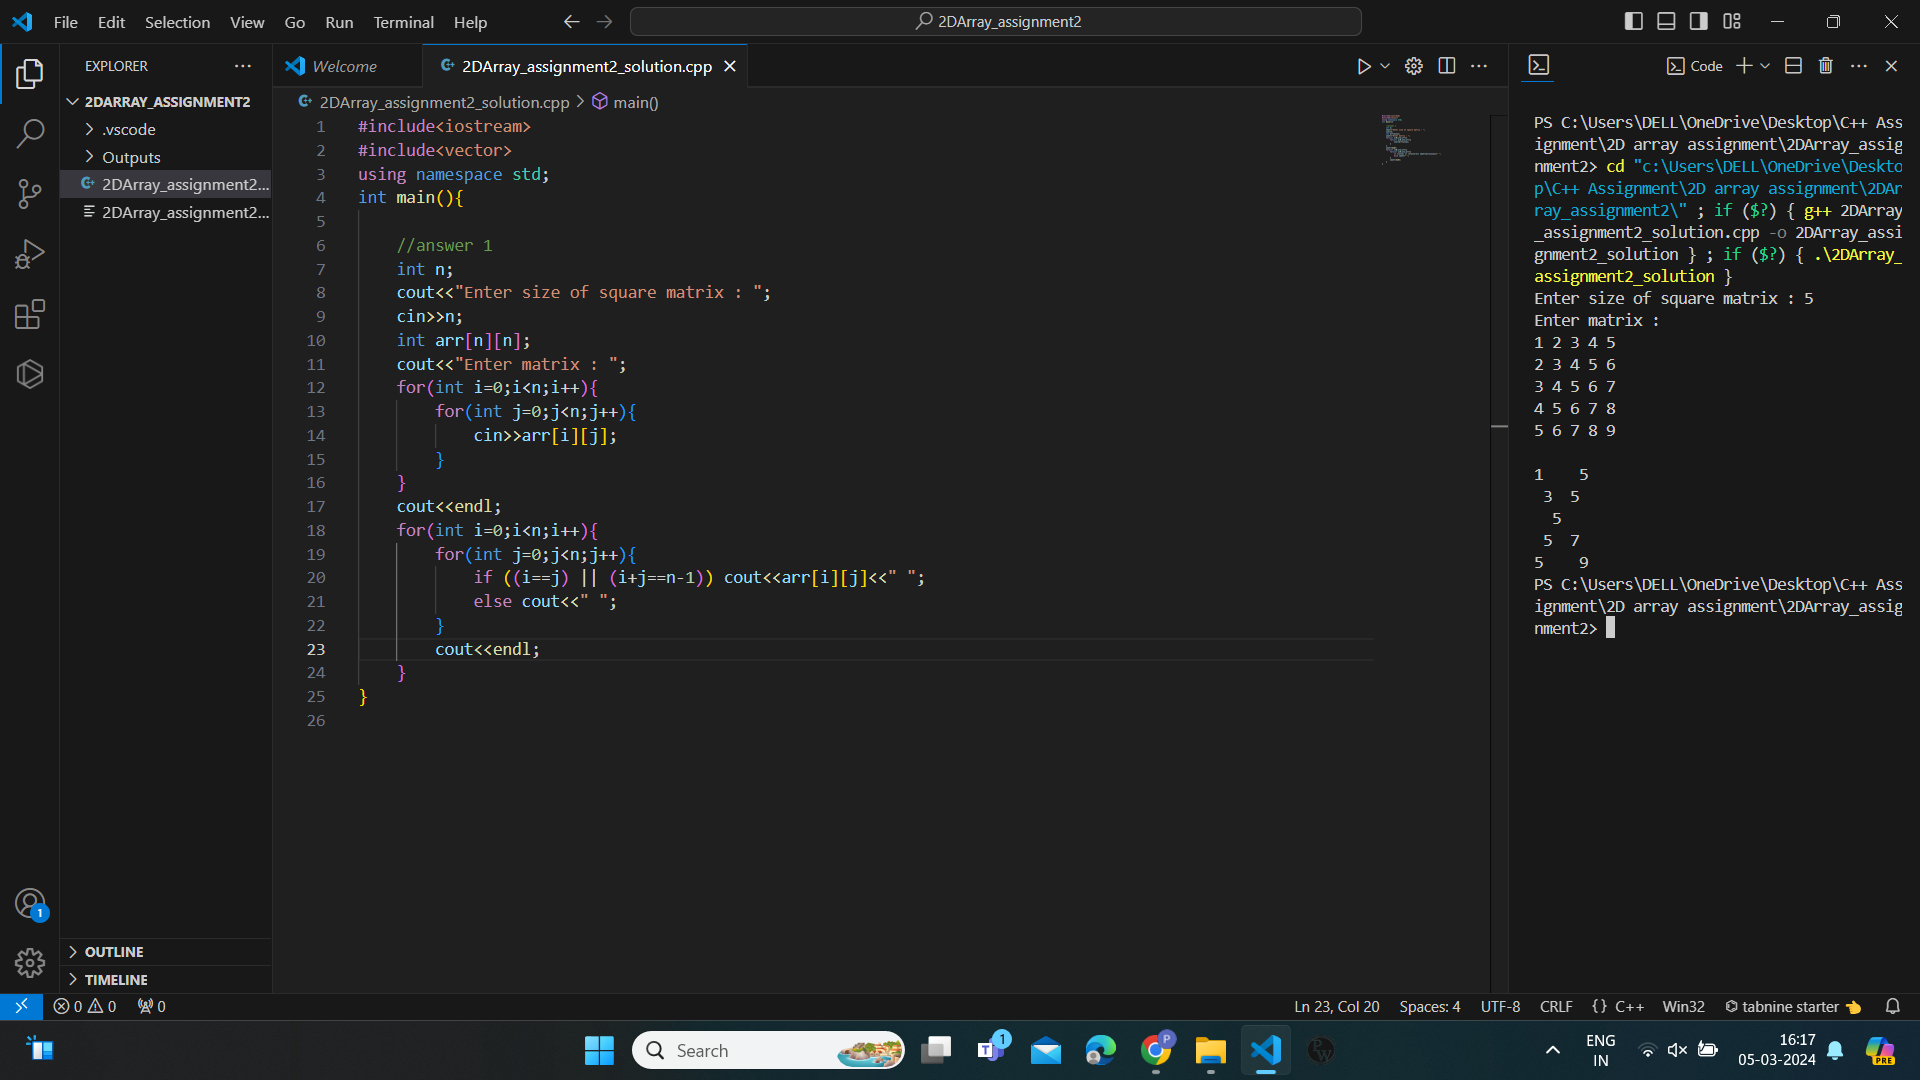 File Edit Selection View Go Run Terminal Help
2DArray_assignment2
EXPLORER
2DARRAY_ASSIGNMENT2
.vscode
Outputs
2DArray_assignment2...
2DArray_assignment2...
OUTLINE
TIMELINE
Welcome
2DArray_assignment2_solution.cpp
2DArray_assignment2_solution.cpp > main()
1 #include<iostream>
2 #include<vector>
3 using namespace std;
4 int main(){
5
6 //answer 1
7 int n;
8 cout<<"Enter size of square matrix : ";
9 cin>>n;
10 int arr[n][n];
11 cout<<"Enter matrix : ";
12 for(int i=0;i<n;i++){
13 for(int j=0;j<n;j++){
14 cin>>arr[i][j];
15 }
16 }
17 cout<<endl;
18 for(int i=0;i<n;i++){
19 for(int j=0;j<n;j++){
20 if ((i==j) || (i+j==n-1)) cout<<arr[i][j]<<" ";
21 else cout<<" ";
22 }
23 cout<<endl;
24 }
25 }
26
Code
PS C:\Users\DELL\OneDrive\Desktop\C++ Ass
ignment\2D array assignment\2DArray_assig
nment2> cd "c:\Users\DELL\OneDrive\Deskto
p\C++ Assignment\2D array assignment\2DAr
ray_assignment2\" ; if ($?) { g++ 2DArray
_assignment2_solution.cpp -o 2DArray_assi
gnment2_solution } ; if ($?) { .\2DArray_
assignment2_solution }
Enter size of square matrix : 5
Enter matrix :
1 2 3 4 5
2 3 4 5 6
3 4 5 6 7
4 5 6 7 8
5 6 7 8 9

1    5
 3  5
  5
 5  7
5    9
PS C:\Users\DELL\OneDrive\Desktop\C++ Ass
ignment\2D array assignment\2DArray_assig
nment2>
1
0 0 0
Ln 23, Col 20 Spaces: 4 UTF-8 CRLF {} C++ Win32 tabnine starter
Search
1
P
PW
ENG
IN
16:17
05-03-2024
PRE